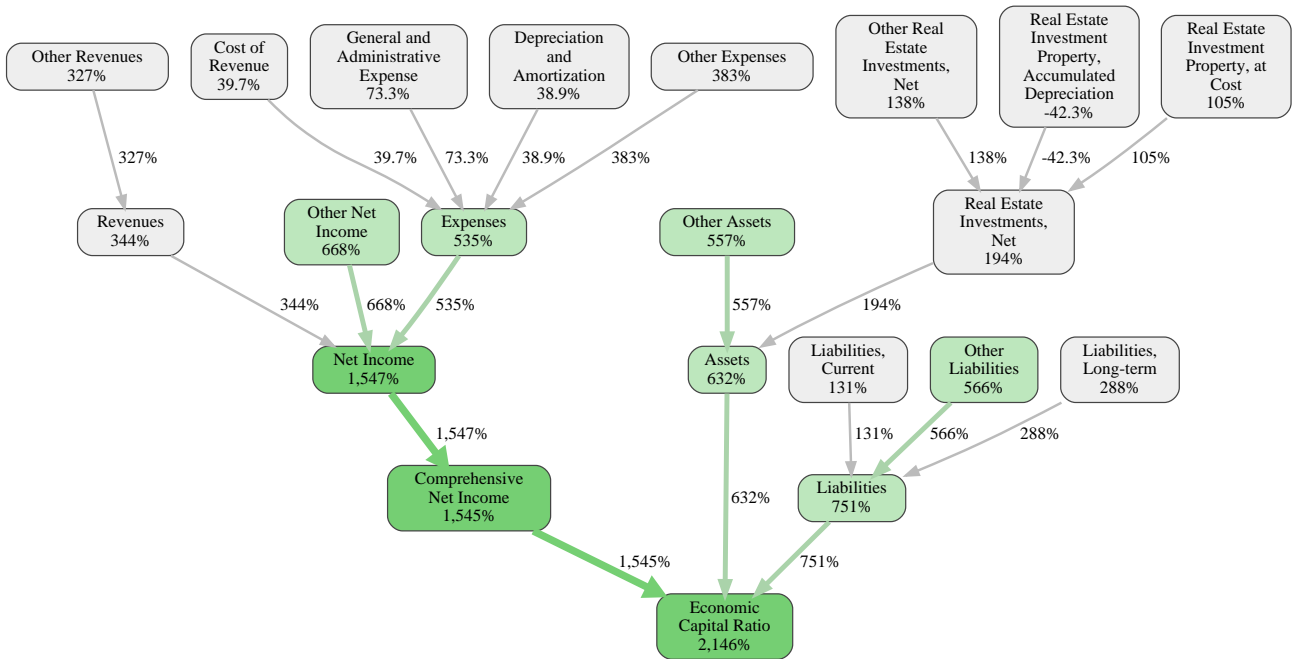 Other Revenues
327%
Cost of
Revenue
39.7%
General and
Administrative
Expense
73.3%
Depreciation
and
Amortization
38.9%
Other Expenses
383%
Other Real
Estate
Investments,
Net
138%
Real Estate
Investment
Property,
Accumulated
Depreciation
-42.3%
Real Estate
Investment
Property, at
Cost
105%
327%
39.7%
73.3%
38.9%
383%
138%
-42.3%
105%
Revenues
344%
Other Net
Income
668%
Expenses
535%
Other Assets
557%
Real Estate
Investments,
Net
194%
344%
668%
535%
557%
194%
Net Income
1,547%
Assets
632%
Liabilities,
Current
131%
Other
Liabilities
566%
Liabilities,
Long-term
288%
1,547%
131%
566%
288%
Comprehensive
Net Income
1,545%
632%
Liabilities
751%
1,545%
751%
Economic
Capital Ratio
2,146%